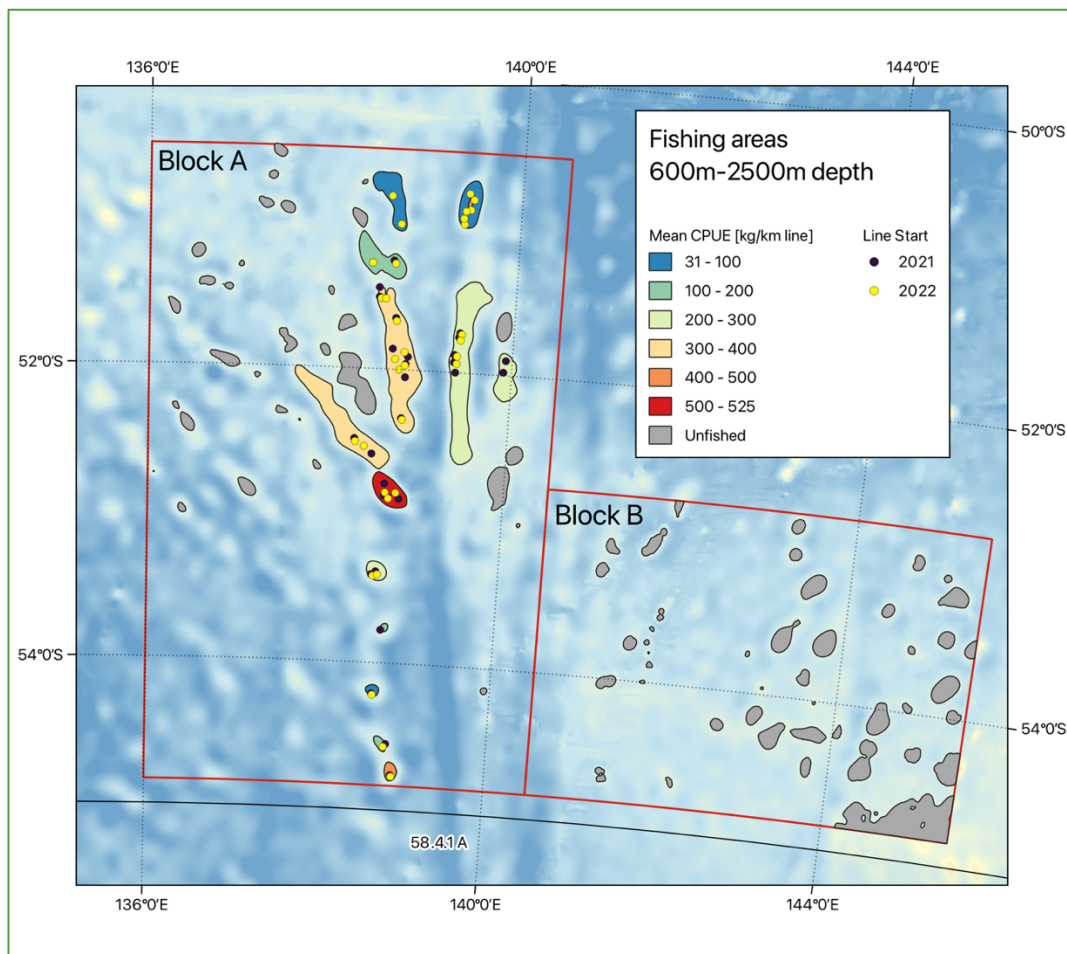 136°0'E 140°0'E 144°0'E
50°0'S
Block A
Fishing areas
600m-2500m depth
Mean CPUE [kg/km line]
Line Start
31 - 100
2021
100 - 200
2022
200 - 300
300 - 400
400 - 500
500 - 525
Unfished
52°0'S
52°0'S
Block B
54°0'S
54°0'S
58.4.1 A
136°0'E 140°0'E 144°0'E